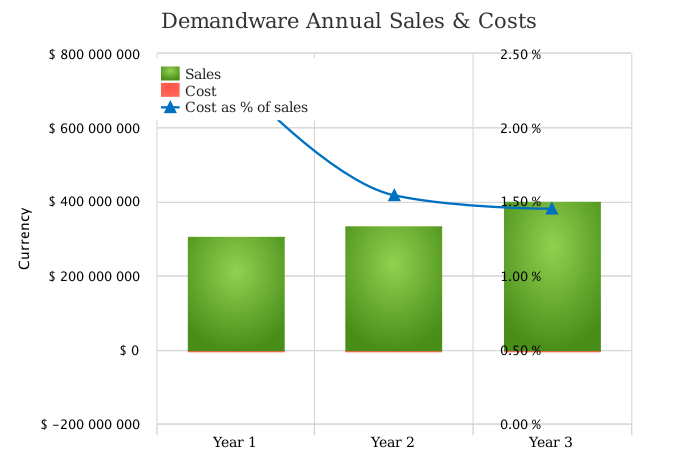 Demandware Annual Sales & Costs
$ 800 000 000
2.50 %
Sales
Cost
Cost as % of sales
$ 600 000 000
2.00 %
$ 400 000 000
1.50 %
Currency
$ 200 000 000
1.00 %
$ 0
0.50 %
$ −200 000 000
0.00 %
Year 1
Year 2
Year 3